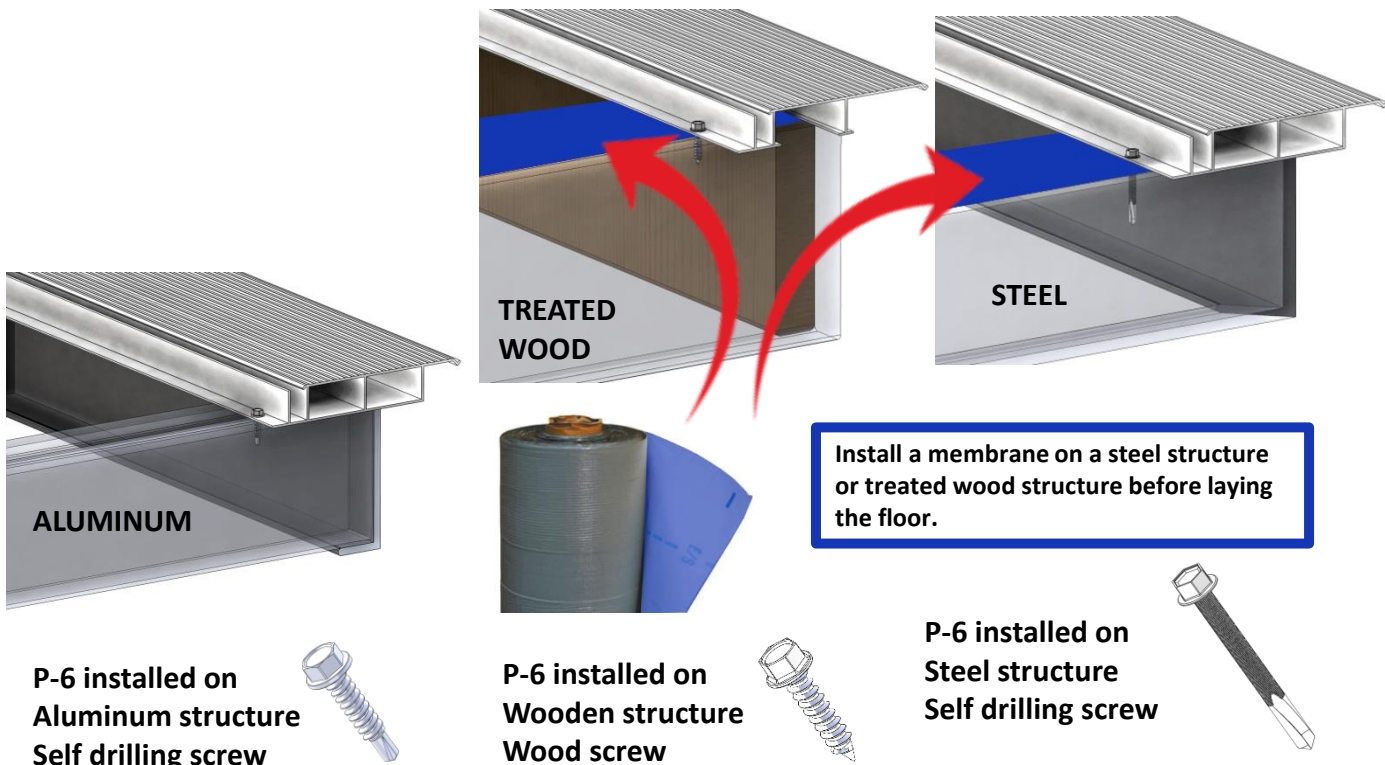 TREATED
WOOD
STEEL
ALUMINUM
Install a membrane on a steel structure
or treated wood structure before laying
the floor.
E/S
P-6 installed on
Aluminum structure
Self drilling screw
P-6 installed on
Wooden structure
Wood screw
P-6 installed on
Steel structure
Self drilling screw